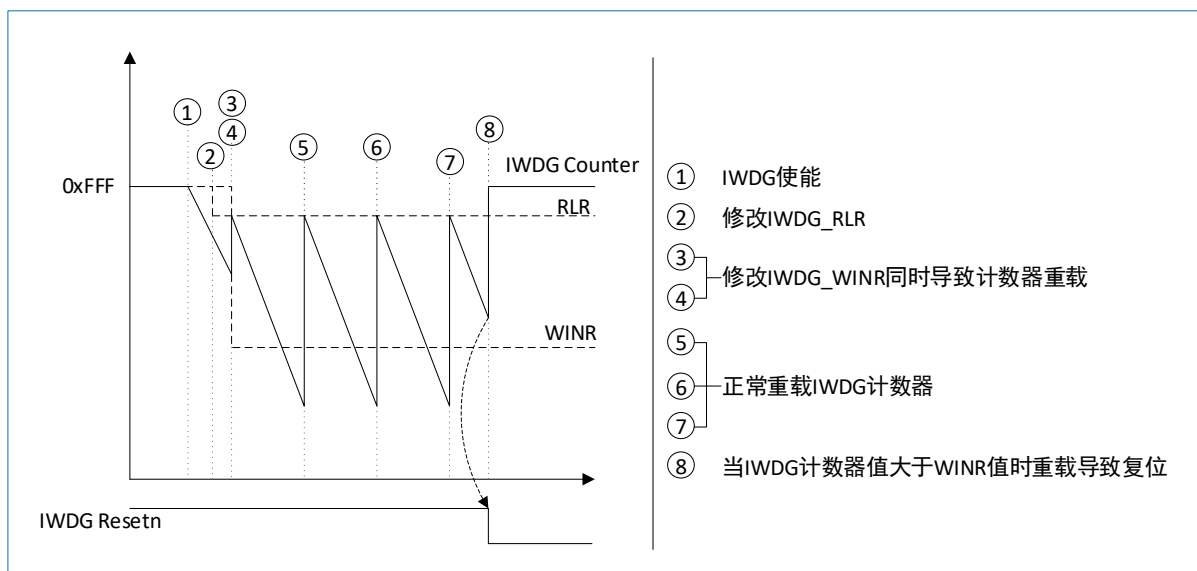 ③
①
④
⑧
②
⑤
⑥
⑦
IWDG Counter
0xFFF
RLR
WINR
IWDG Resetn
① IWDG使能
② 修改IWDG_RLR
③
④
修改IWDG_WINR同时导致计数器重载
⑤
⑥ 正常重载IWDG计数器
⑦
⑧ 当IWDG计数器值大于WINR值时重载导致复位